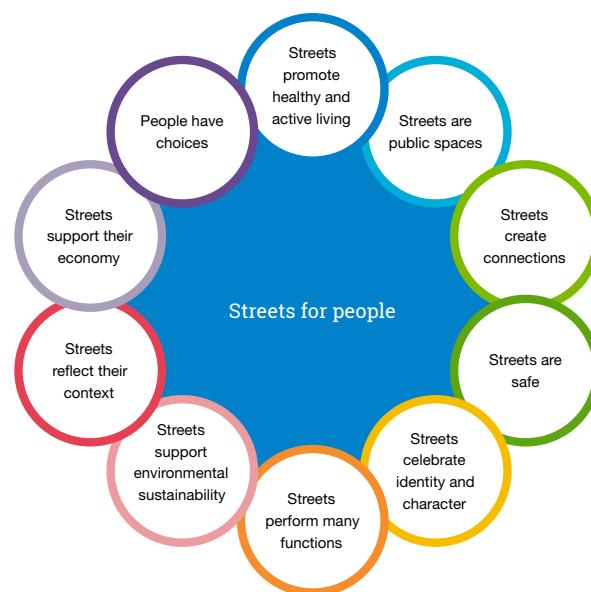 Streets
promote
healthy and
active living
Streets are
public spaces
Streets
create
connections
Streets are
safe
Streets
celebrate
identity and
character
Streets
perform many
functions
Streets
support
environmental
sustainability
Streets
reflect their
context
Streets
support their
economy
People have
choices
Streets for people